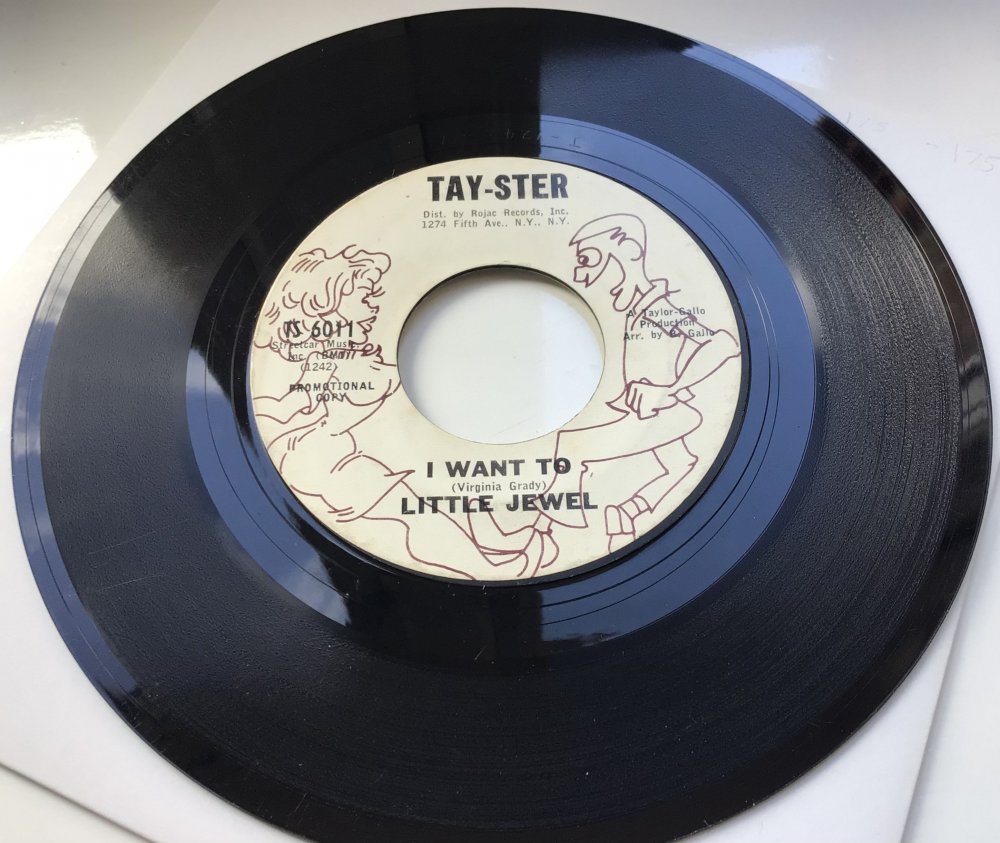 TAY-STER
Dist. by Rojac Records, Inc.
1274 Fifth Ave., N.Y., N.Y.
TS 6011
Streetcar Music
Inc. (BMI)
(1242)
PROMOTIONAL
COPY
A Taylor-Gallo
Production
Arr. by P. Gallo
I WANT TO
(Virginia Grady)
LITTLE JEWEL